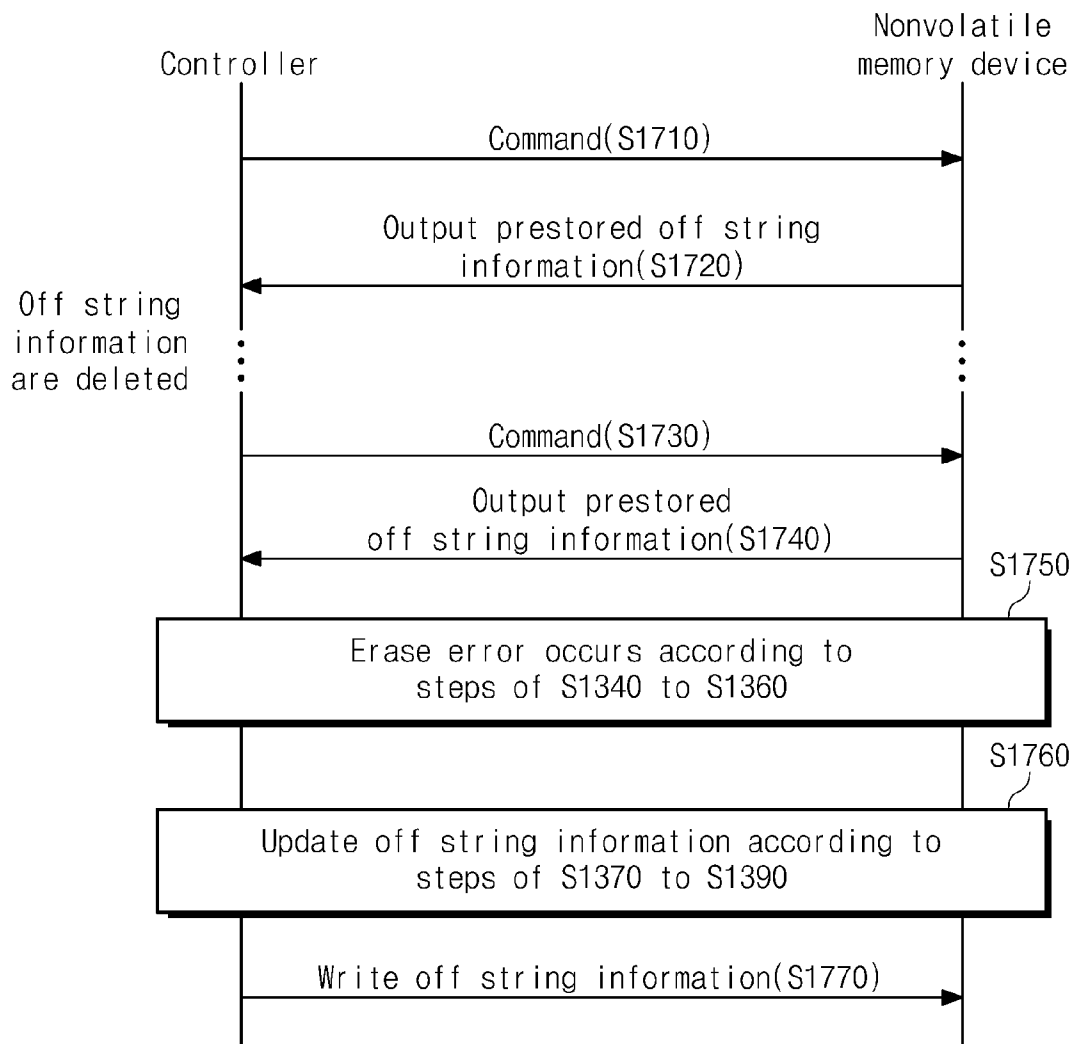 Nonvolatile
memory device
Controller
Command(S1710)
Output prestored off string
information(S1720)
Off string
information
are deleted
Command(S1730)
Output prestored
off string information(S1740)
S1750
Erase error occurs according to
steps of S1340 to S1360
S1760
Update off string information according to
steps of S1370 to S1390
Write off string information(S1770)